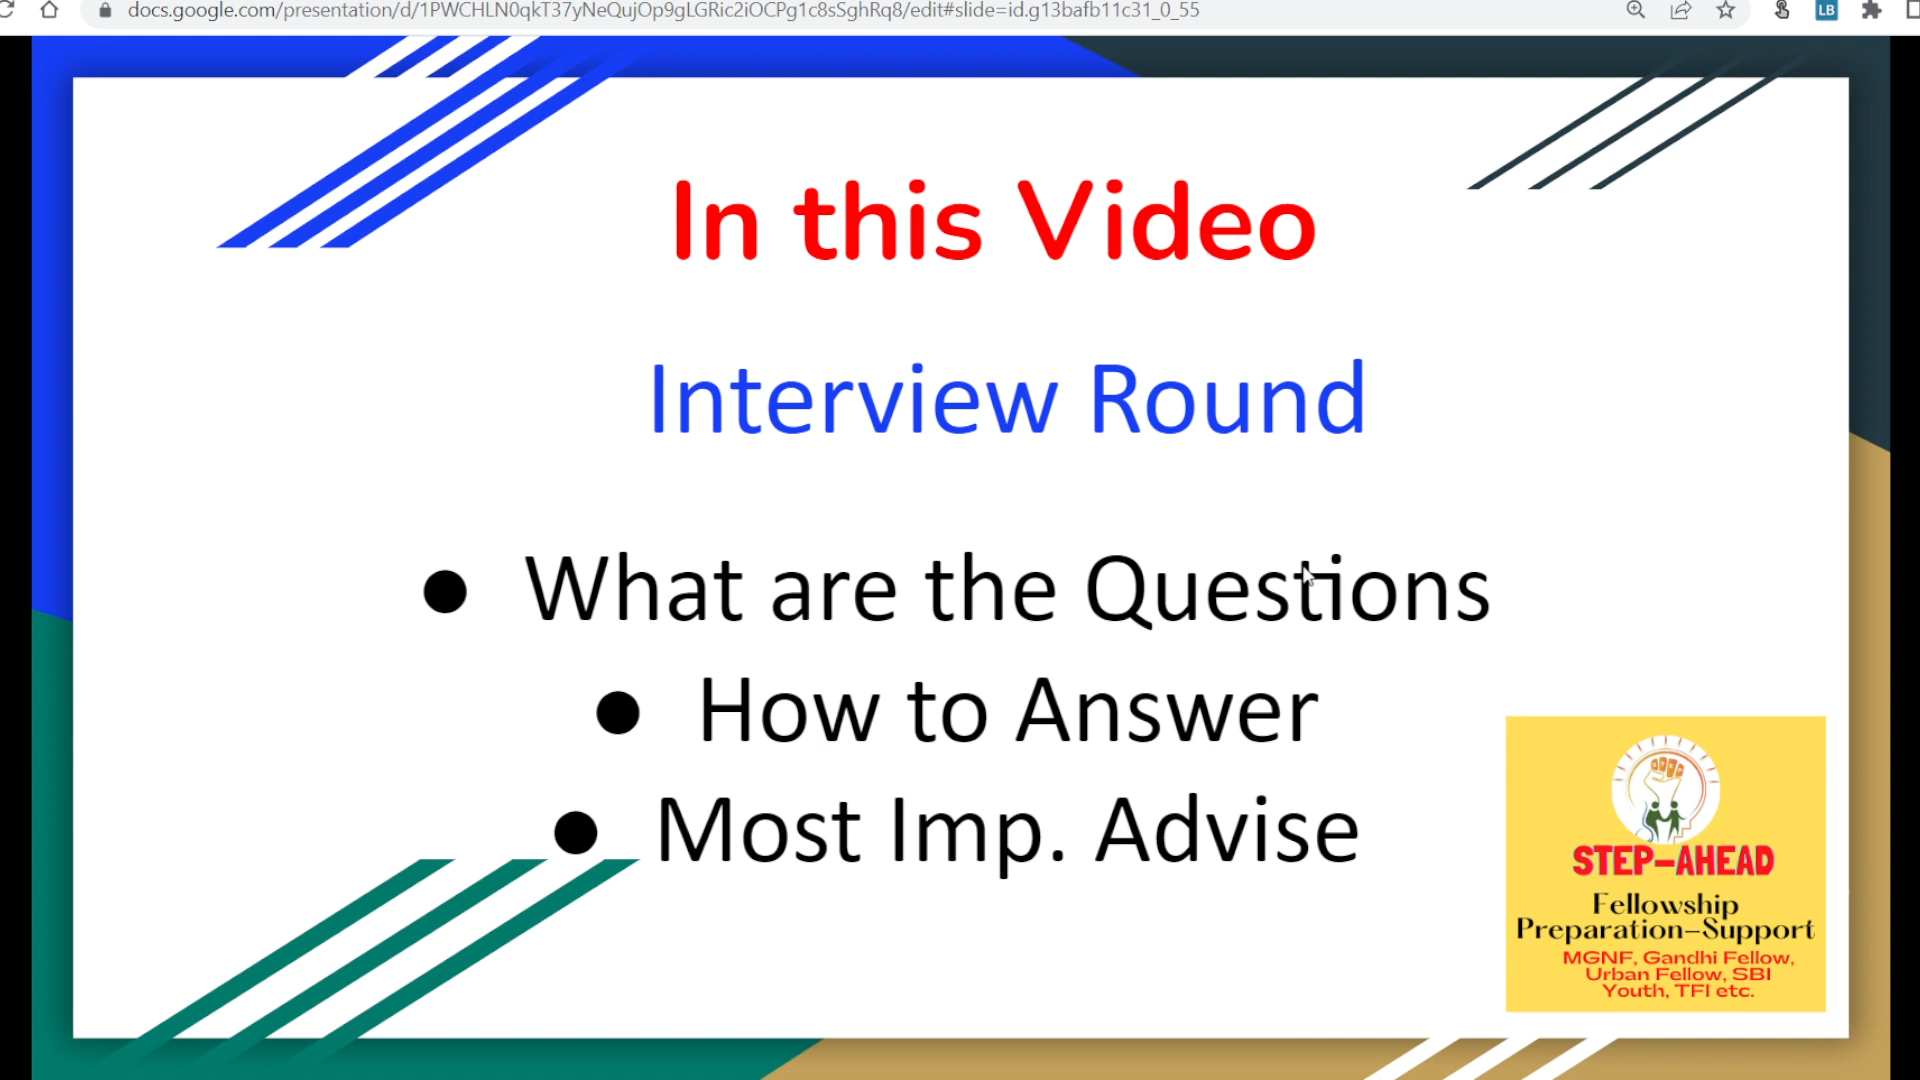 docs.google.com/presentation/d/1PWCHLN0qkT37yNeQujOp9gLGRic2iOCPg1c8sSghRq8/edit#slide=id.g13bafb11c31_0_55
LB
In this Video
Interview Round
● What are the Questions
● How to Answer
● Most Imp. Advise
STEP
STEP-AHEAD
Fellowship
Preparation-Support
MGNF, Gandhi Fellow,
Urban Fellow, SBI
Youth, TFI etc.